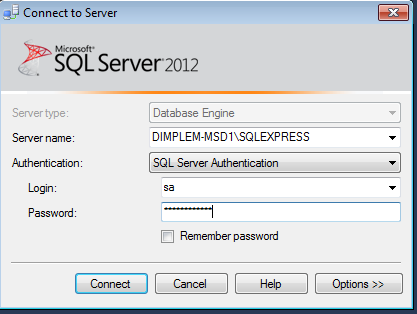 Connect to Server
Microsoft®
SQL Server® 2012
Server type: Database Engine
Server name: DIMPLEM-MSD1\SQLEXPRESS
Authentication: SQL Server Authentication
Login: sa
Password: ************
Remember password
Connect Cancel Help Options >>